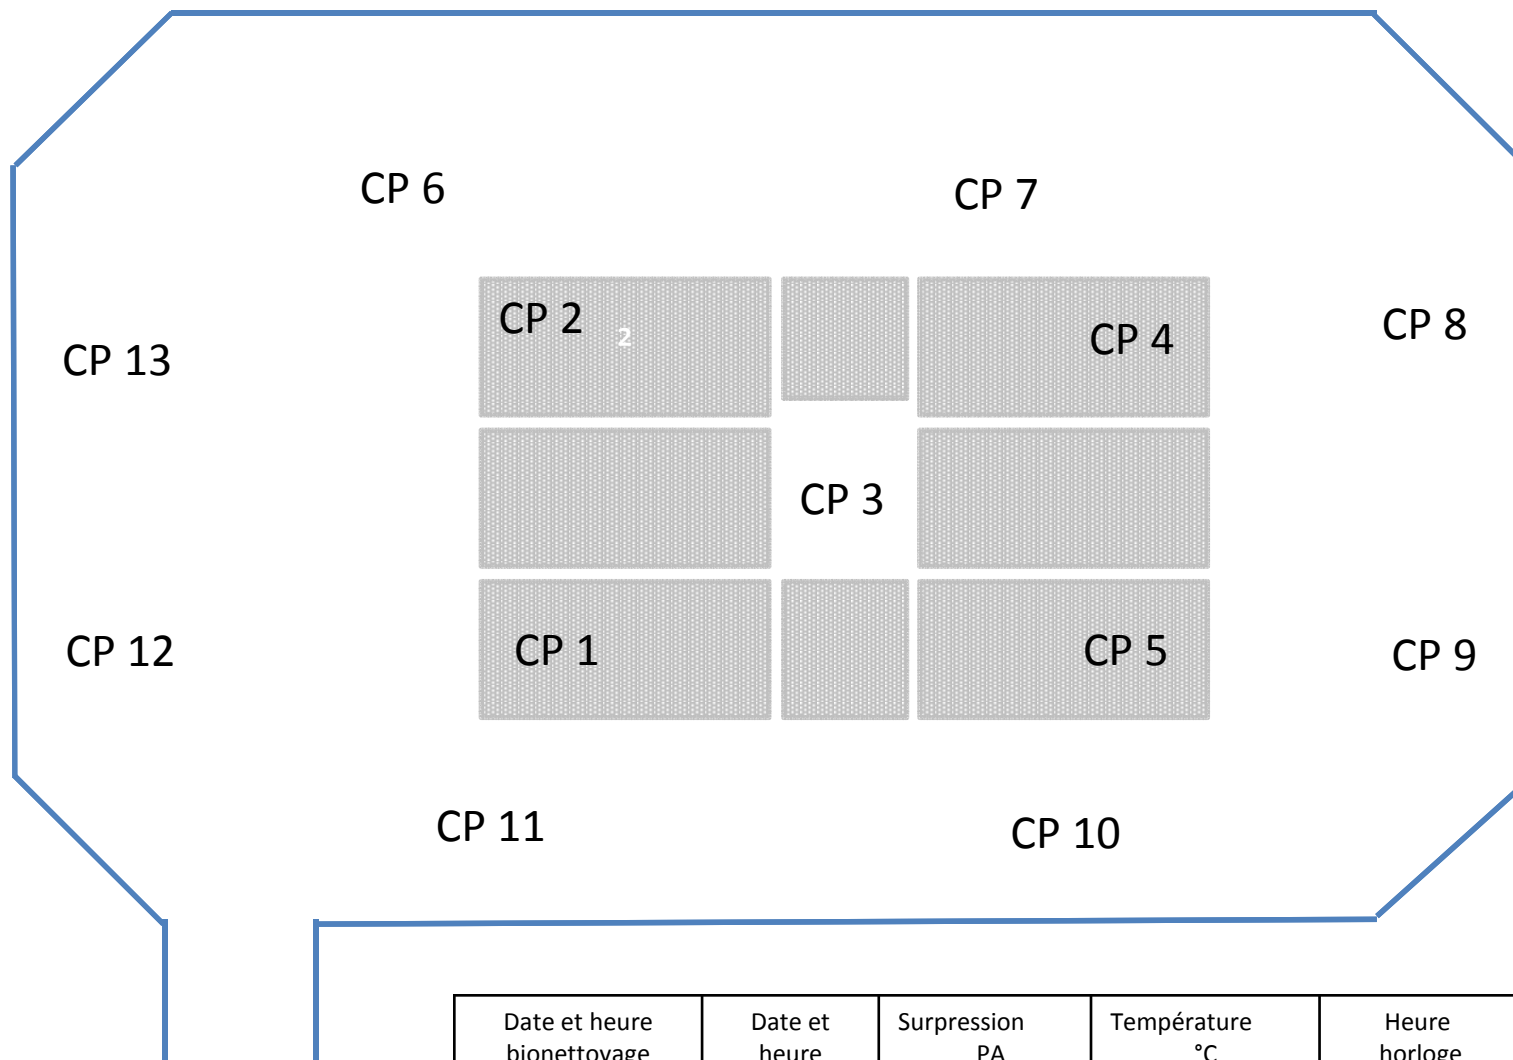 CP 6
CP 7
CP 2
2
CP 4
CP 8
CP 13
CP 3
CP 12
CP 1
CP 5
CP 9
CP 11
CP 10
Date et heure
bionettoyage
Date et
heure
Surpression
PA
Température
°C
Heure
horloge